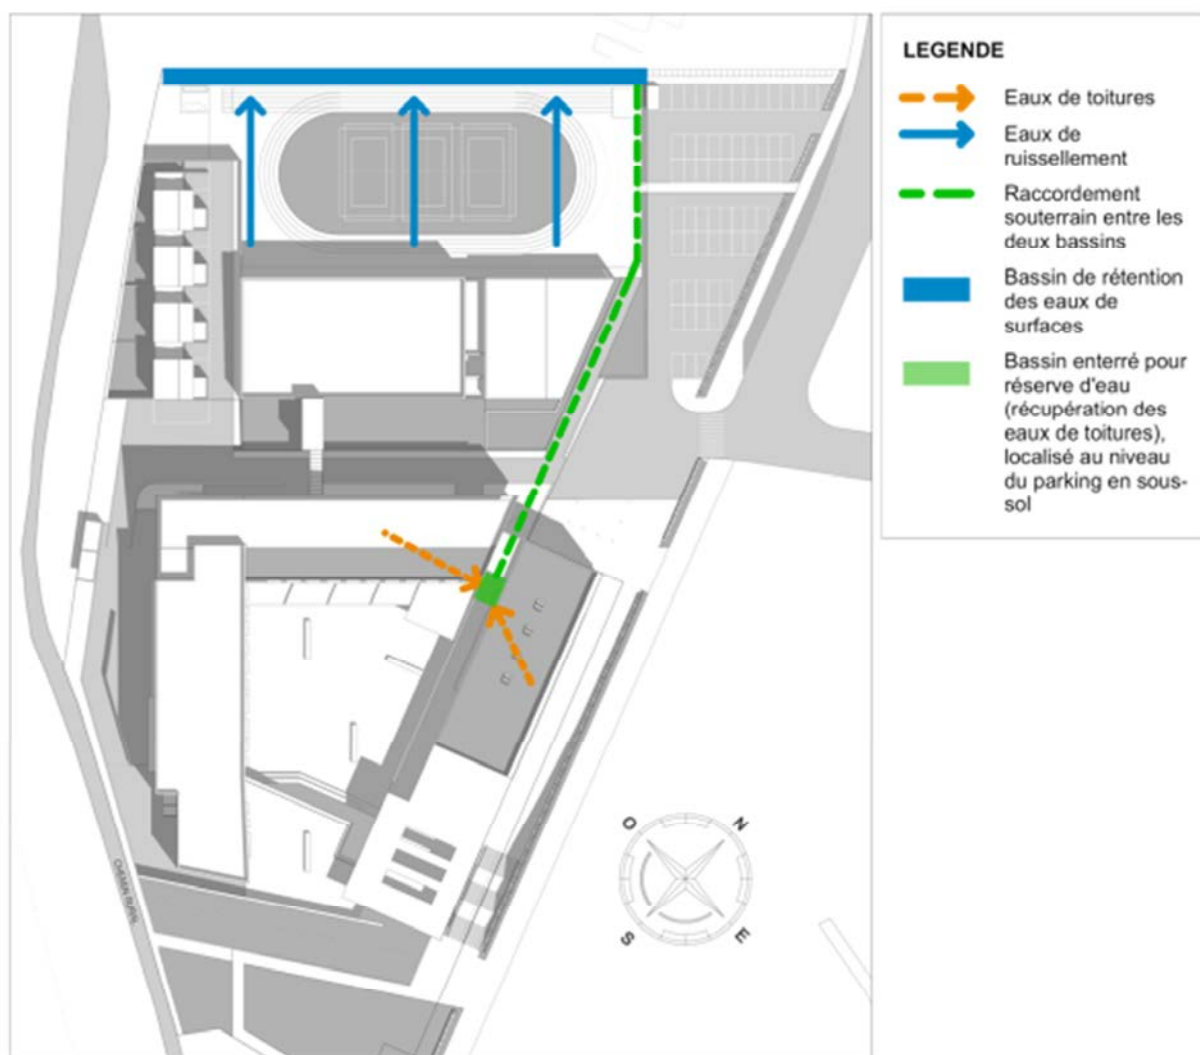 LEGENDE
Eaux de toitures
Eaux de
ruissellement
Raccordement
souterrain entre les
deux bassins
Bassin de rétention
des eaux de
surfaces
Bassin enterré pour
réserve d'eau
(récupération des
eaux de toitures),
localisé au niveau
du parking en sous-
sol
O
N
S
E
CHEMIN RURAL